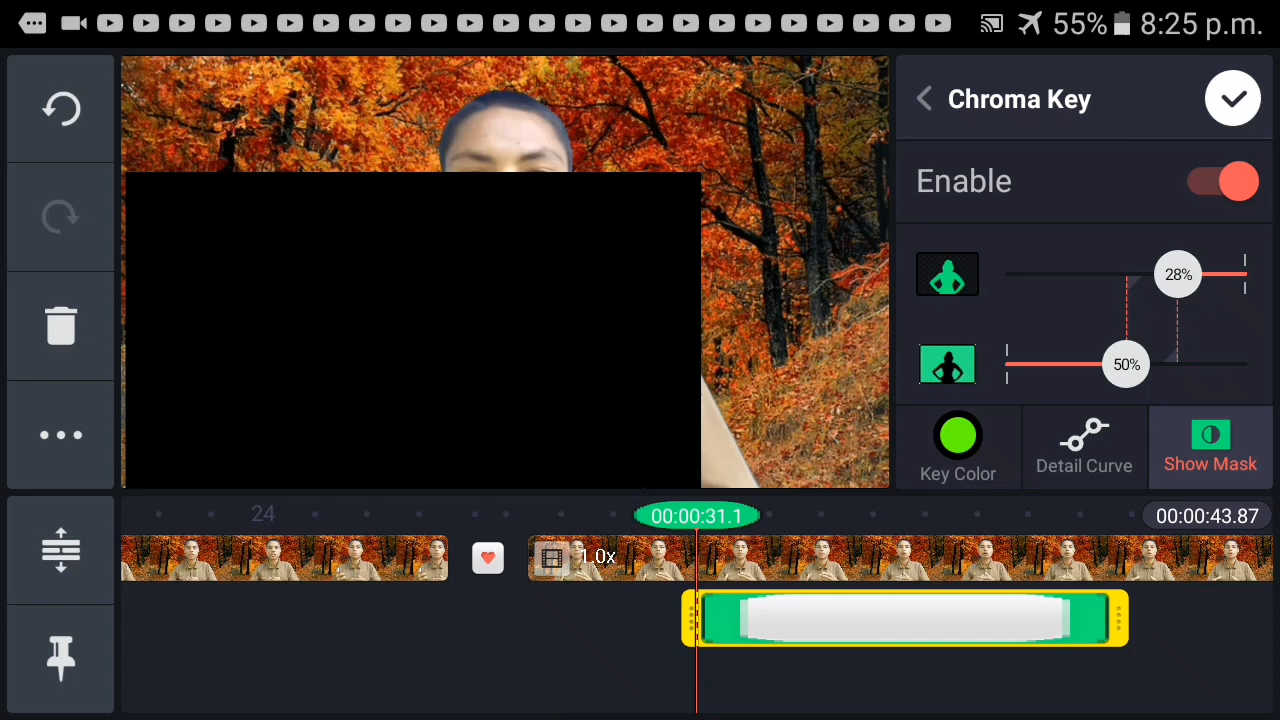 55% 8:25 p.m.
Chroma Key
Enable
28%
50%
Key Color
Detail Curve
Show Mask
24
00:00:31.1
00:00:43.87
1.0x